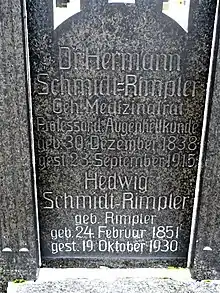 Dr. Hermann
Schmidt-Rimpler
Geh. Medizinalrat
Professor d. Augenheilkunde
geb. 30. Dezember 1838
gest. 23. September 1915
Hedwig
Schmidt-Rimpler
geb. Rimpler
geb. 24. Februar 1851
gest. 19. Oktober 1930